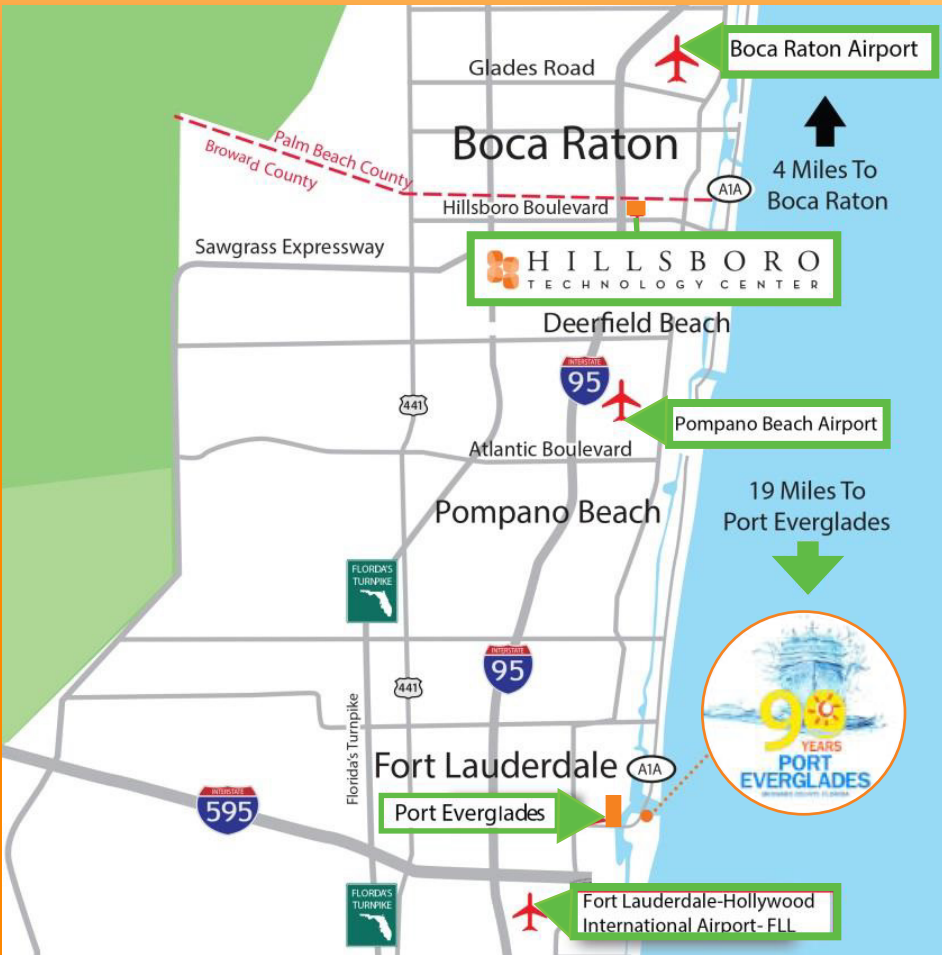 Boca Raton Airport
Glades Road
Boca Raton
Palm Beach County
Broward County
4 Miles To
Boca Raton
A1A
Hillsboro Boulevard
Sawgrass Expressway
HILLSBORO
TECHNOLOGY CENTER
Deerfield Beach
INTERSTATE
95
441
Pompano Beach Airport
Atlantic Boulevard
19 Miles To
Port Everglades
Pompano Beach
FLORDA'S
TURNPIKE
INTERSTATE
95
441
90
YEARS
PORT
EVERGLADES
Florida's Turnpike
Fort Lauderdale
A1A
INTERSTATE
595
Port Everglades
FLORDA'S
TURNPIKE
Fort Lauderdale-Hollywood
International Airport- FLL